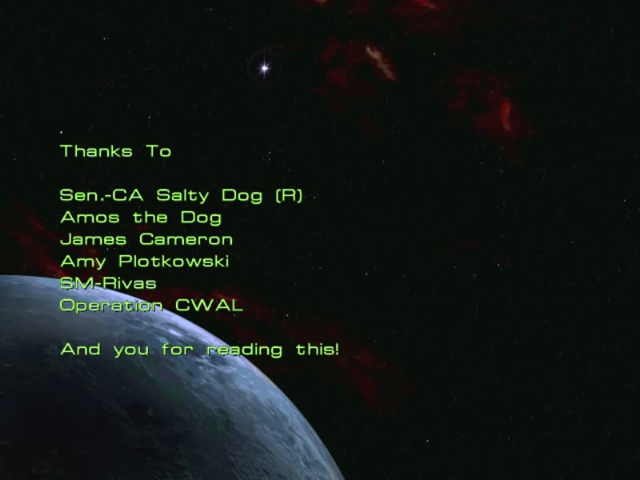 Thanks To
Sen.-CA Salty Dog (R)
Amos the Dog
James Cameron
Amy Plotkowski
SM-Rivas
Operation CWAL
And you for reading this!